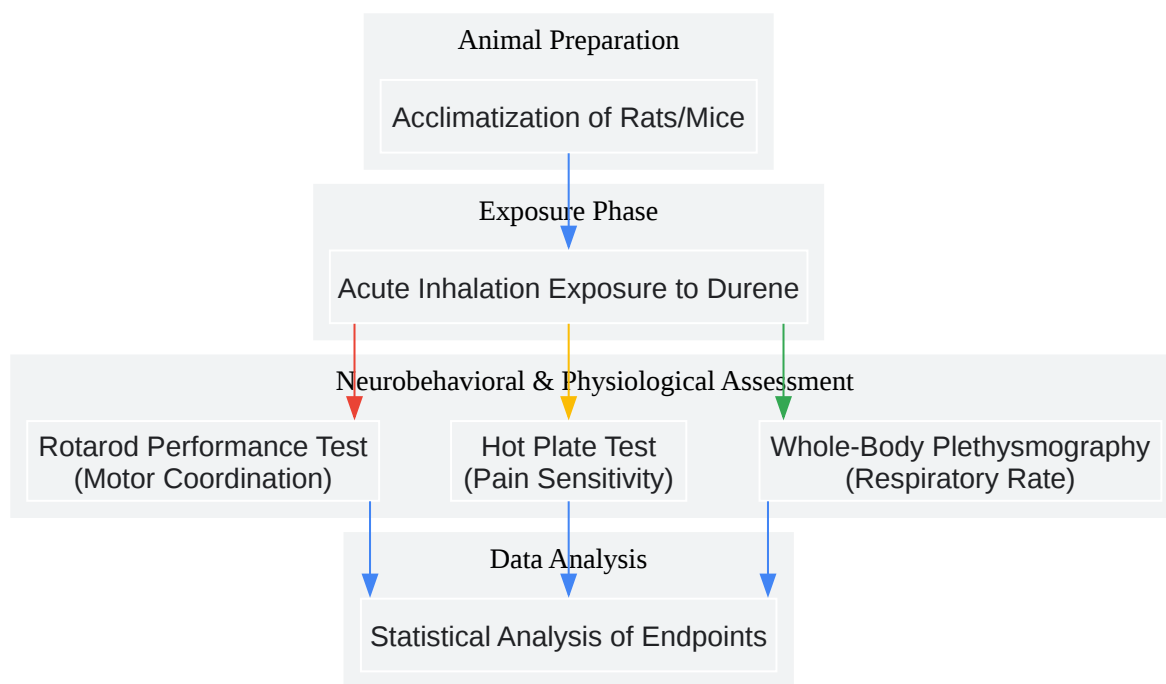 Animal Preparation
Acclimatization of Rats/Mice
Exposure Phase
Acute Inhalation Exposure to Durene
Neurobehavioral & Physiological Assessment
Rotarod Performance Test
(Motor Coordination)
Hot Plate Test
(Pain Sensitivity)
Whole-Body Plethysmography
(Respiratory Rate)
Data Analysis
Statistical Analysis of Endpoints